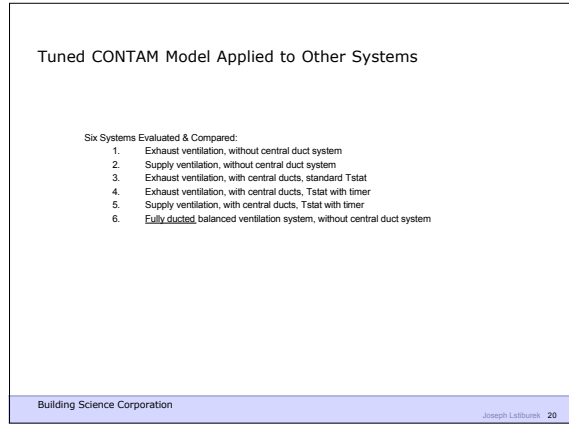 Tuned CONTAM Model Applied to Other Systems
Six Systems Evaluated & Compared:
1. Exhaust ventilation, without central duct system
2. Supply ventilation, without central duct system
3. Exhaust ventilation, with central ducts, standard Tstat
4. Exhaust ventilation, with central ducts, Tstat with timer
5. Supply ventilation, with central ducts, Tstat with timer
6. Fully ducted balanced ventilation system, without central duct system
Building Science Corporation
Joseph Lstiburek 20